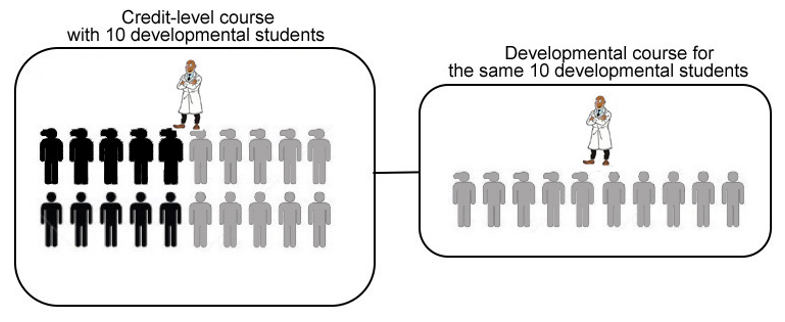 Credit-level course
with 10 developmental students
Developmental course for
the same 10 developmental students